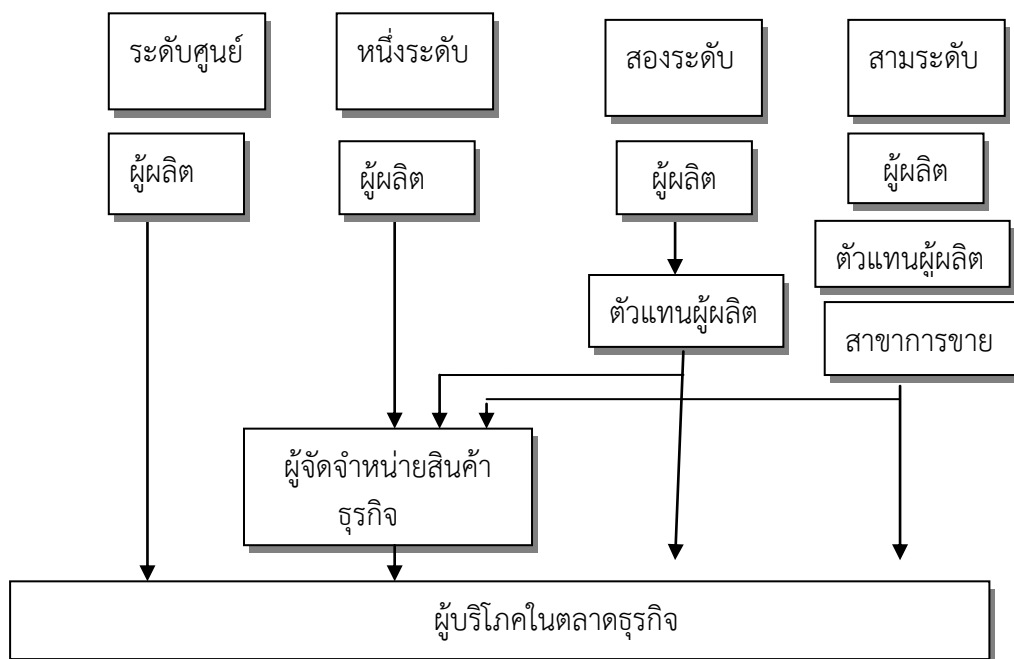 ระดับศูนย์
หนึ่งระดับ
สองระดับ
สามระดับ
ผู้ผลิต
ผู้ผลิต
ผู้ผลิต
ผู้ผลิต
ตัวแทนผู้ผลิต
ตัวแทนผู้ผลิต
สาขาการขาย
ผู้จัดจำหน่ายสินค้า
ธุรกิจ
ผู้บริโภคในตลาดธุรกิจ